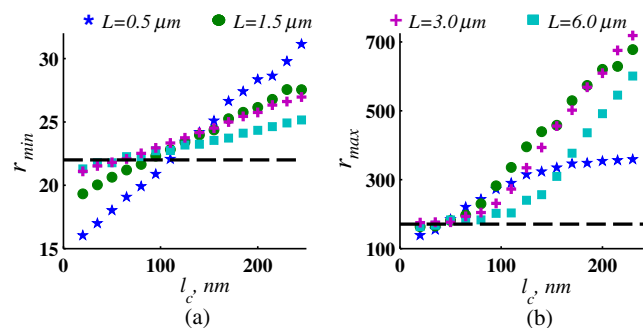 L=0.5 μm L=1.5 μm L=3.0 μm L=6.0 μm
30
25
20
15
r_min
0 100 200
l_c, nm
(a)
700
500
300
100
r_max
0 100 200
l_c, nm
(b)